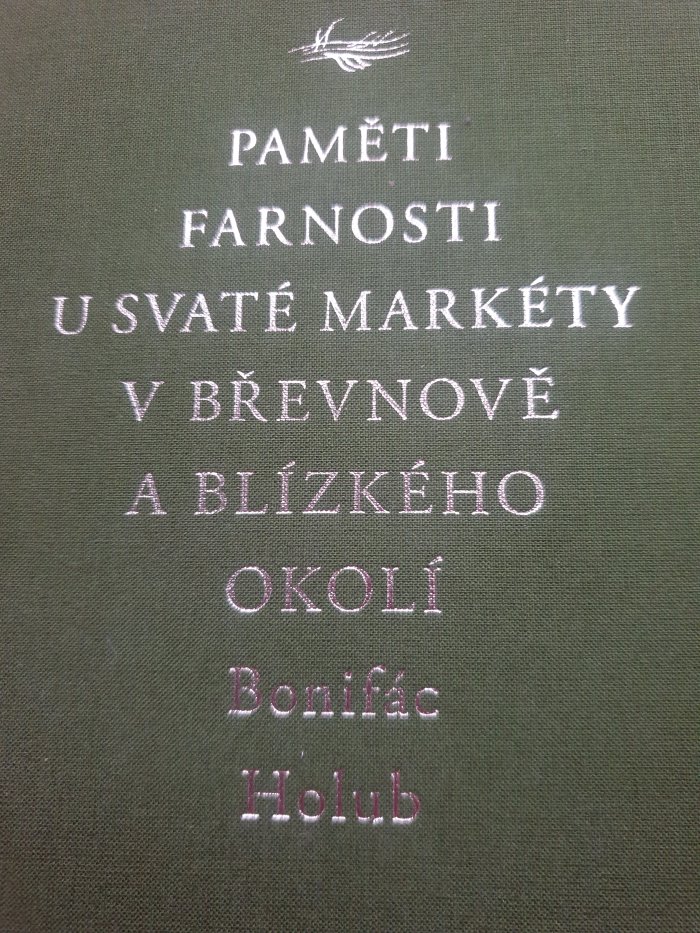 PAMĚTI
FARNOSTI
U SVATÉ MARKÉTY
V BŘEVNOVĚ
A BLÍZKÉHO
OKOLÍ
Bonifác
Holub